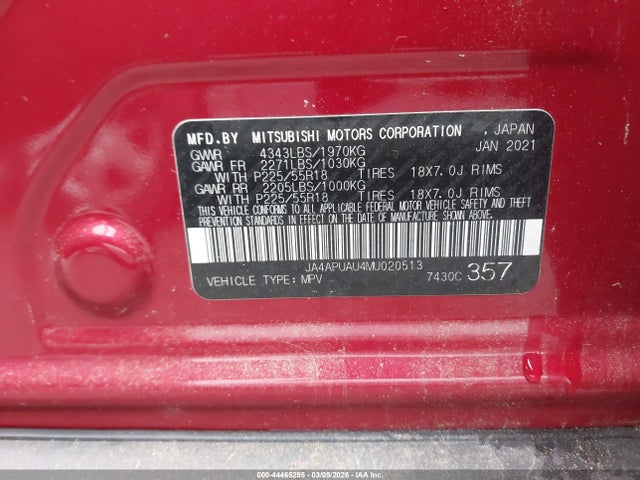 MFD.BY MITSUBISHI MOTORS CORPORATION , JAPAN
GVWR 4343LBS/1970KG JAN 2021
GAWR FR 2271LBS/1030KG
WITH P225/55R18 TIRES 18X7.0J RIMS
GAWR RR 2205LBS/1000KG
WITH P225/55R18 TIRES 18X7.0J RIMS
THIS VEHICLE CONFORMS TO ALL APPLICABLE FEDERAL MOTOR VEHICLE SAFETY AND THEFT
PREVENTION STANDARDS IN EFFECT ON THE DATE OF MANUFACTURE SHOWN ABOVE.
JA4APUAU4MU020513
VEHICLE TYPE: MPV 7430C 357
000-44465295 - 03/09/2026 - IAA Inc.